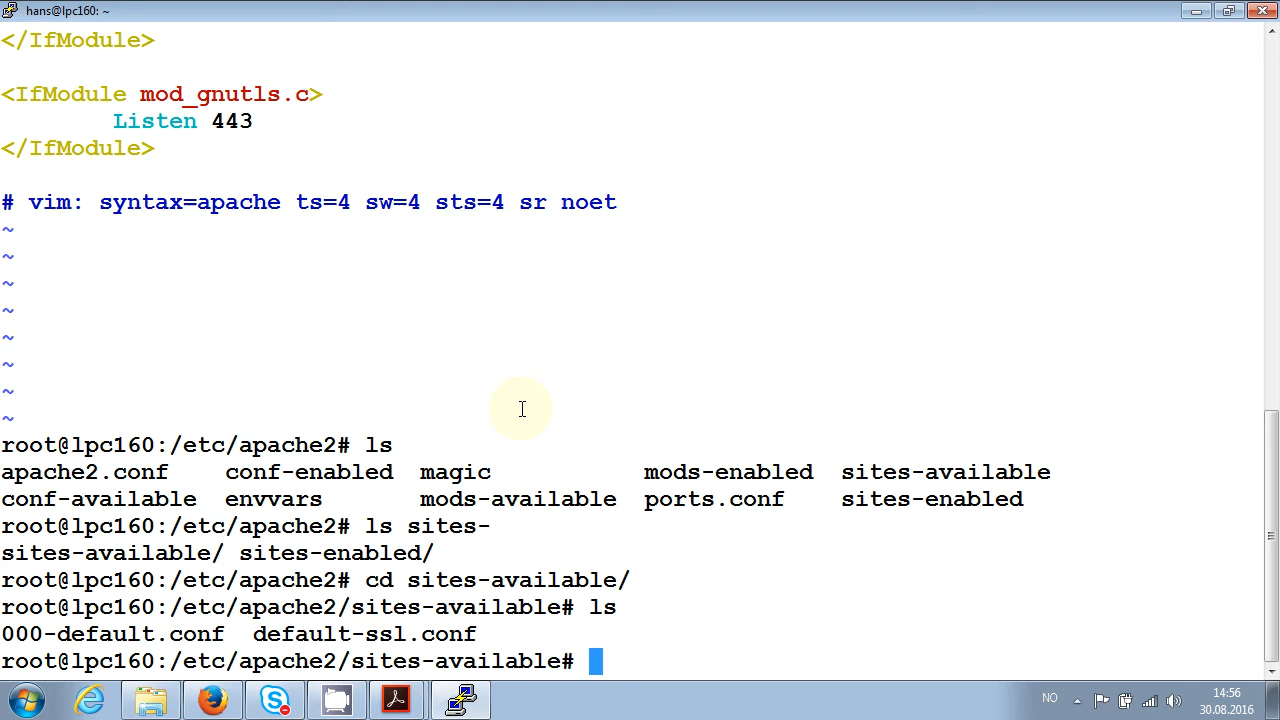 hans@lpc160: ~
</IfModule>
<IfModule mod_gnutls.c>
        Listen 443
</IfModule>
# vim: syntax=apache ts=4 sw=4 sts=4 sr noet
~
~
~
~
~
~
~
~
root@lpc160:/etc/apache2# ls
apache2.conf    conf-enabled  magic           mods-enabled  sites-available
conf-available  envvars       mods-available  ports.conf    sites-enabled
root@lpc160:/etc/apache2# ls sites-
sites-available/ sites-enabled/
root@lpc160:/etc/apache2# cd sites-available/
root@lpc160:/etc/apache2/sites-available# ls
000-default.conf  default-ssl.conf
root@lpc160:/etc/apache2/sites-available#
NO
14:56
30.08.2016